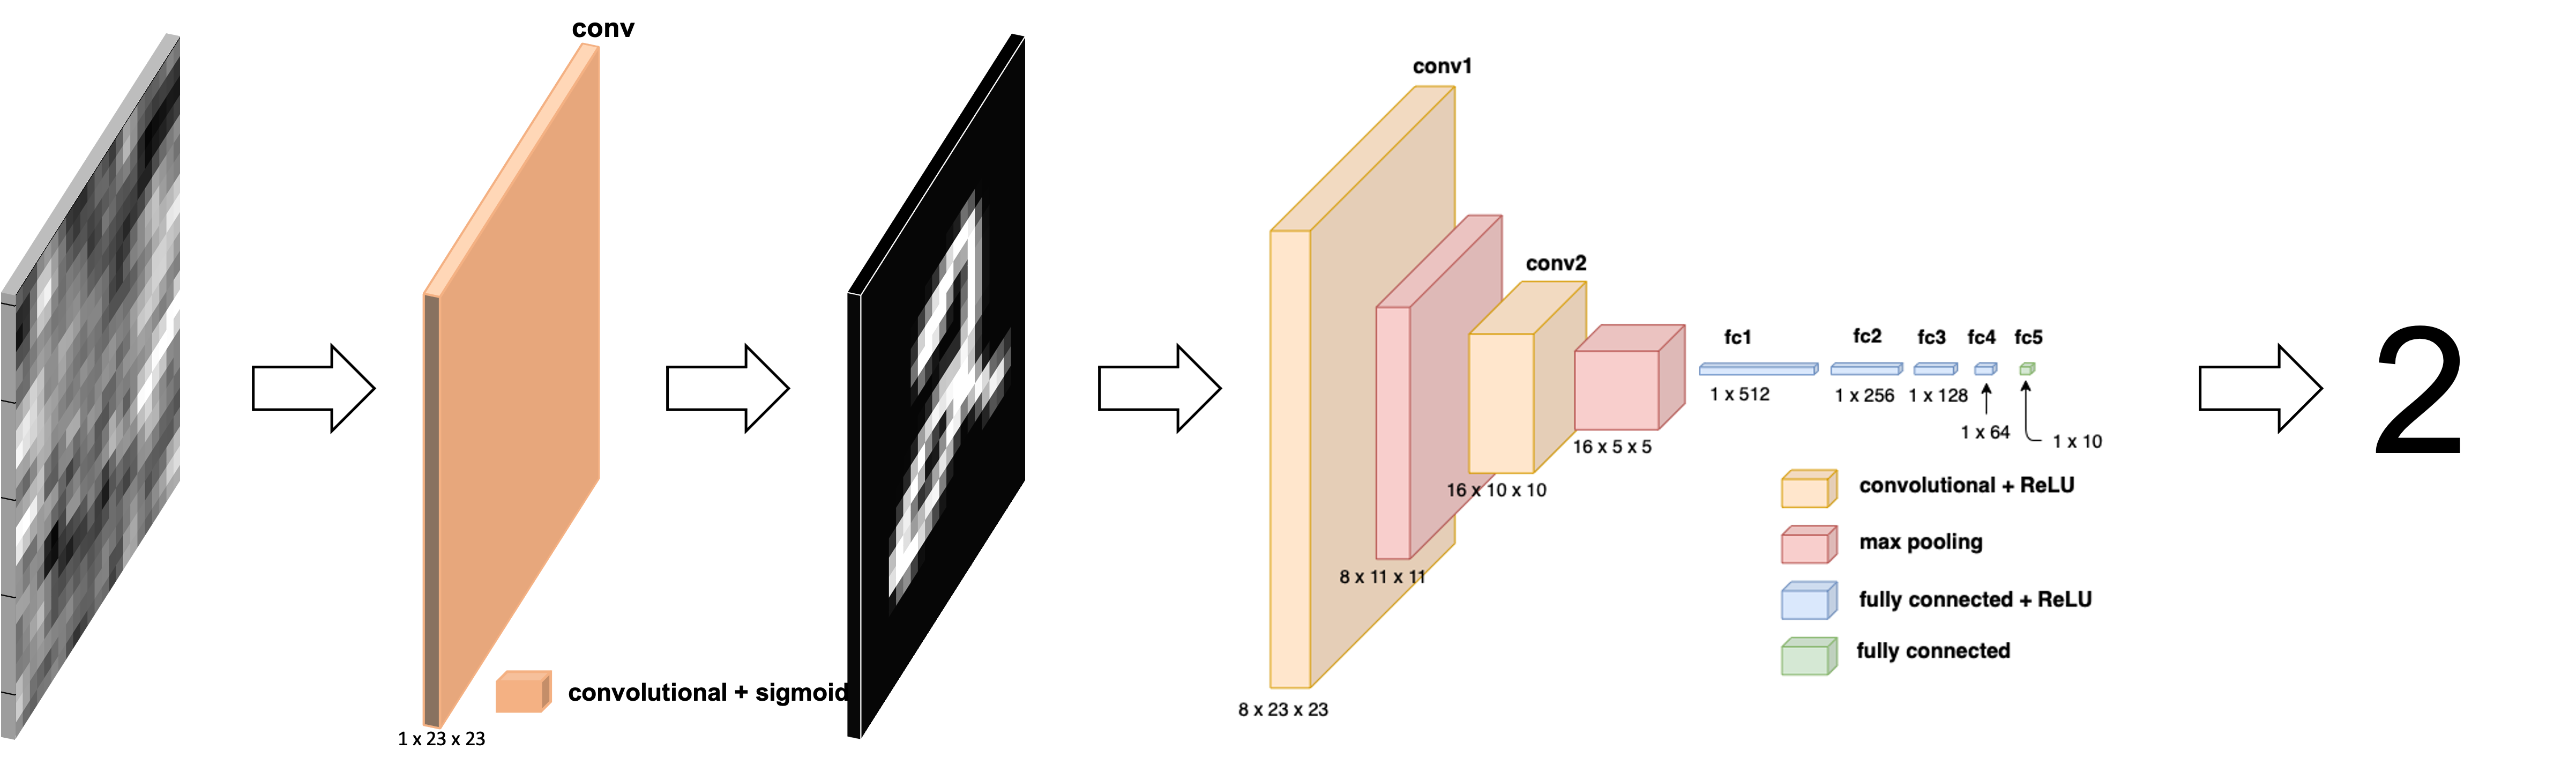 conv
1 x 23 x 23
convolutional + sigmoid
conv1
8 x 23 x 23
8 x 11 x 11
conv2
16 x 10 x 10
16 x 5 x 5
fc1
1 x 512
fc2
1 x 256
fc3
1 x 128
fc4
1 x 64
fc5
1 x 10
convolutional + ReLU
max pooling
fully connected + ReLU
fully connected
2